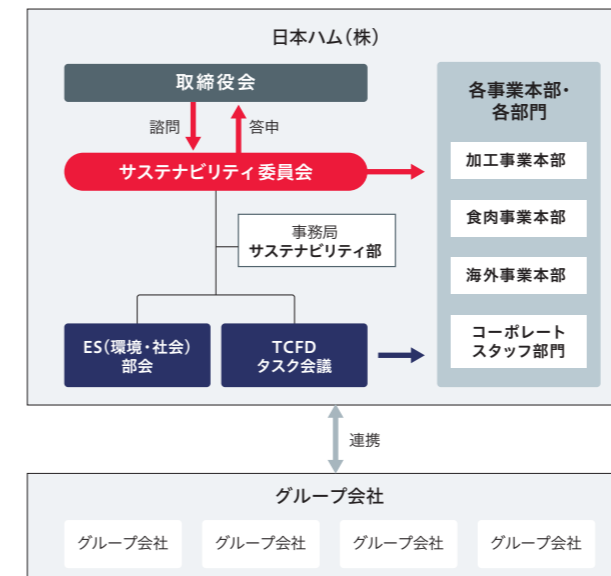 日本ハム(株)
取締役会
諮問
答申
サステナビリティ委員会
事務局
サステナビリティ部
ES(環境・社会)
部会
TCFD
タスク会議
各事業本部・
各部門
加工事業本部
食肉事業本部
海外事業本部
コーポレート
スタッフ部門
連携
グループ会社
グループ会社
グループ会社
グループ会社
グループ会社